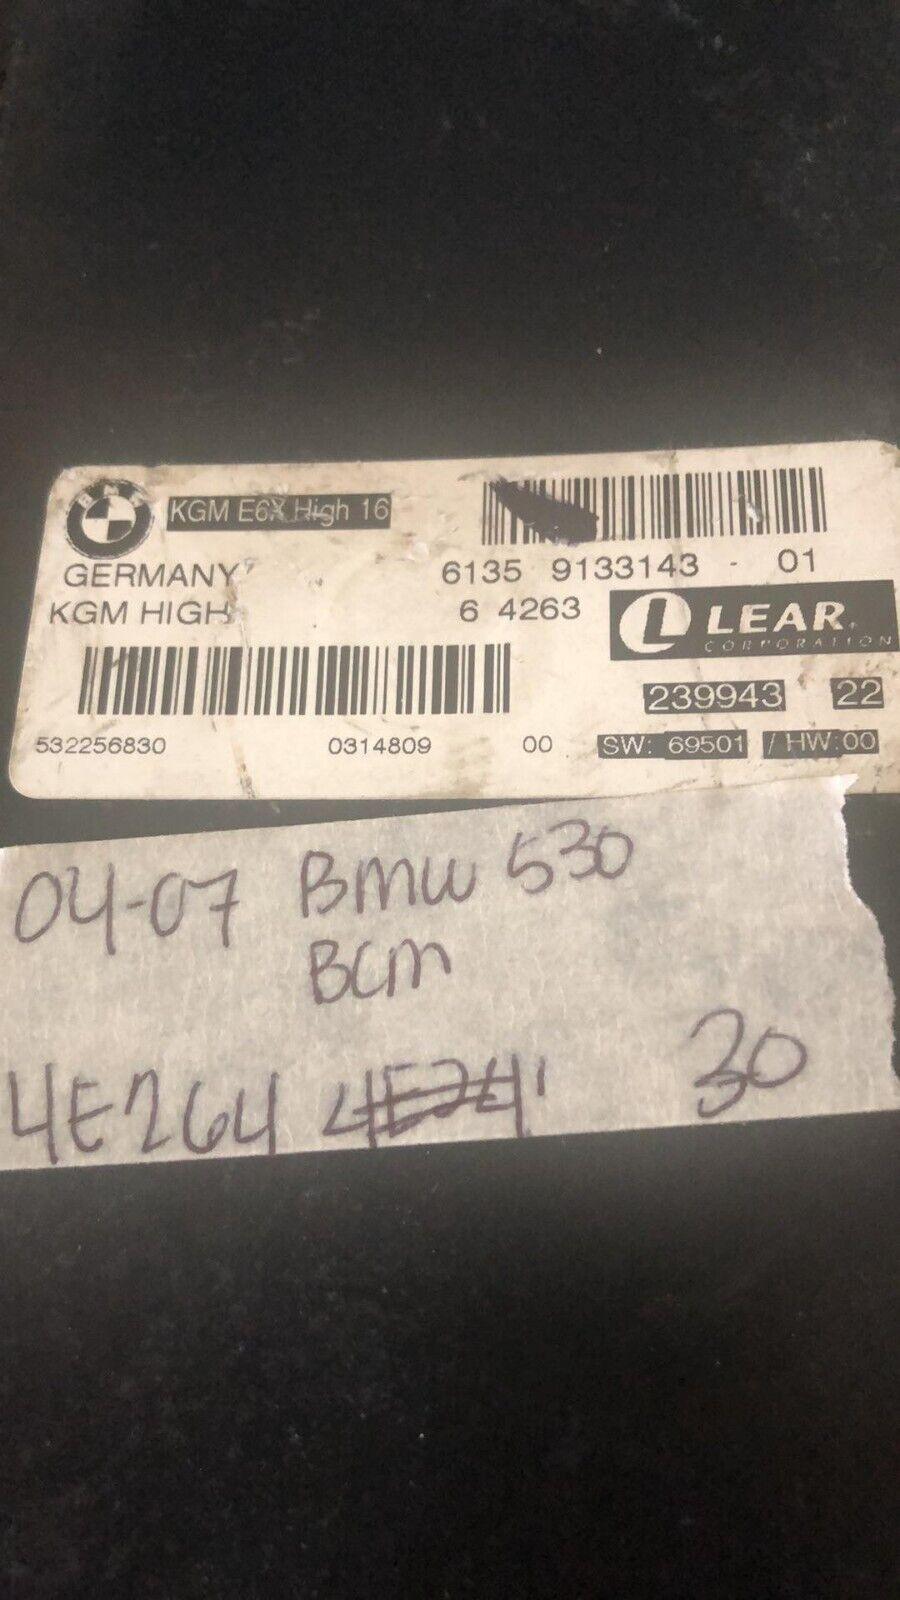 BMW
KGM E6X High 16
GERMANY
6135 9133143 - 01
KGM HIGH
6 4263
LEAR.
CORPORATION
239943 22
532256830 0314809 00
SW: 69501 / HW:00
04-07 BMW 530
BCM
4E264
30